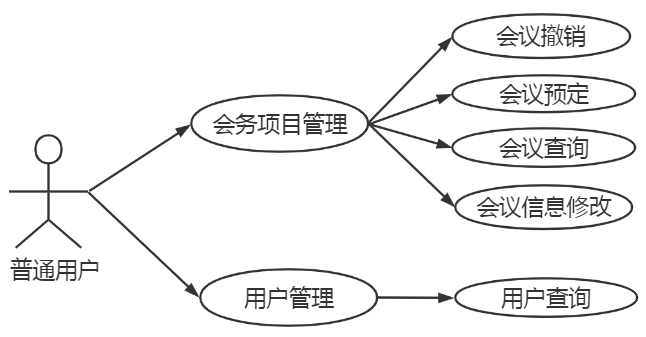 会议撤销
会议预定
会务项目管理
会议查询
会议信息修改
普通用户
用户管理
用户查询